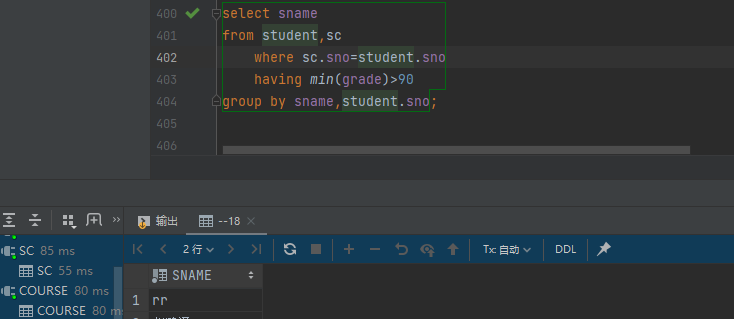 400 select sname
401 from student,sc
402 where sc.sno=student.sno
403 having min(grade)>90
404 group by sname,student.sno;
405
406
输出 --18 ×
SC 85 ms 2 行 Tx: 自动 DDL
SC 55 ms SNAME
COURSE 80 ms 1 rr
COURSE 80 ms